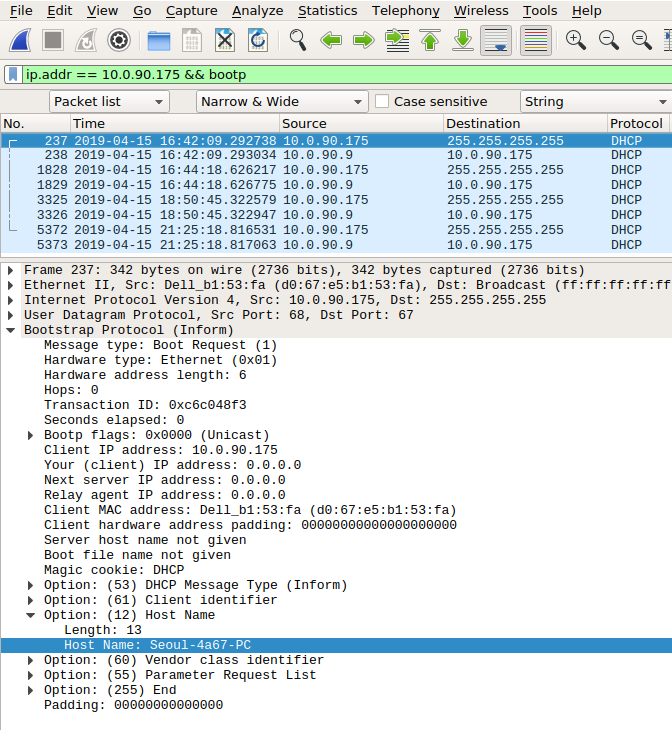 File Edit View Go Capture Analyze Statistics Telephony Wireless Tools Help
ip.addr == 10.0.90.175 && bootp
Packet list Narrow & Wide Case sensitive String
No. Time Source Destination Protocol
237 2019-04-15 16:42:09.292738 10.0.90.175 255.255.255.255 DHCP
238 2019-04-15 16:42:09.293034 10.0.90.9 10.0.90.175 DHCP
1828 2019-04-15 16:44:18.626217 10.0.90.175 255.255.255.255 DHCP
1829 2019-04-15 16:44:18.626775 10.0.90.9 10.0.90.175 DHCP
3325 2019-04-15 18:50:45.322579 10.0.90.175 255.255.255.255 DHCP
3326 2019-04-15 18:50:45.322947 10.0.90.9 10.0.90.175 DHCP
5372 2019-04-15 21:25:18.816531 10.0.90.175 255.255.255.255 DHCP
5373 2019-04-15 21:25:18.817063 10.0.90.9 10.0.90.175 DHCP
Frame 237: 342 bytes on wire (2736 bits), 342 bytes captured (2736 bits)
Ethernet II, Src: Dell_b1:53:fa (d0:67:e5:b1:53:fa), Dst: Broadcast (ff:ff:ff:ff:ff
Internet Protocol Version 4, Src: 10.0.90.175, Dst: 255.255.255.255
User Datagram Protocol, Src Port: 68, Dst Port: 67
Bootstrap Protocol (Inform)
Message type: Boot Request (1)
Hardware type: Ethernet (0x01)
Hardware address length: 6
Hops: 0
Transaction ID: 0xc6c048f3
Seconds elapsed: 0
Bootp flags: 0x0000 (Unicast)
Client IP address: 10.0.90.175
Your (client) IP address: 0.0.0.0
Next server IP address: 0.0.0.0
Relay agent IP address: 0.0.0.0
Client MAC address: Dell_b1:53:fa (d0:67:e5:b1:53:fa)
Client hardware address padding: 00000000000000000000
Server host name not given
Boot file name not given
Magic cookie: DHCP
Option: (53) DHCP Message Type (Inform)
Option: (61) Client identifier
Option: (12) Host Name
Length: 13
Host Name: Seoul-4a67-PC
Option: (60) Vendor class identifier
Option: (55) Parameter Request List
Option: (255) End
Padding: 00000000000000